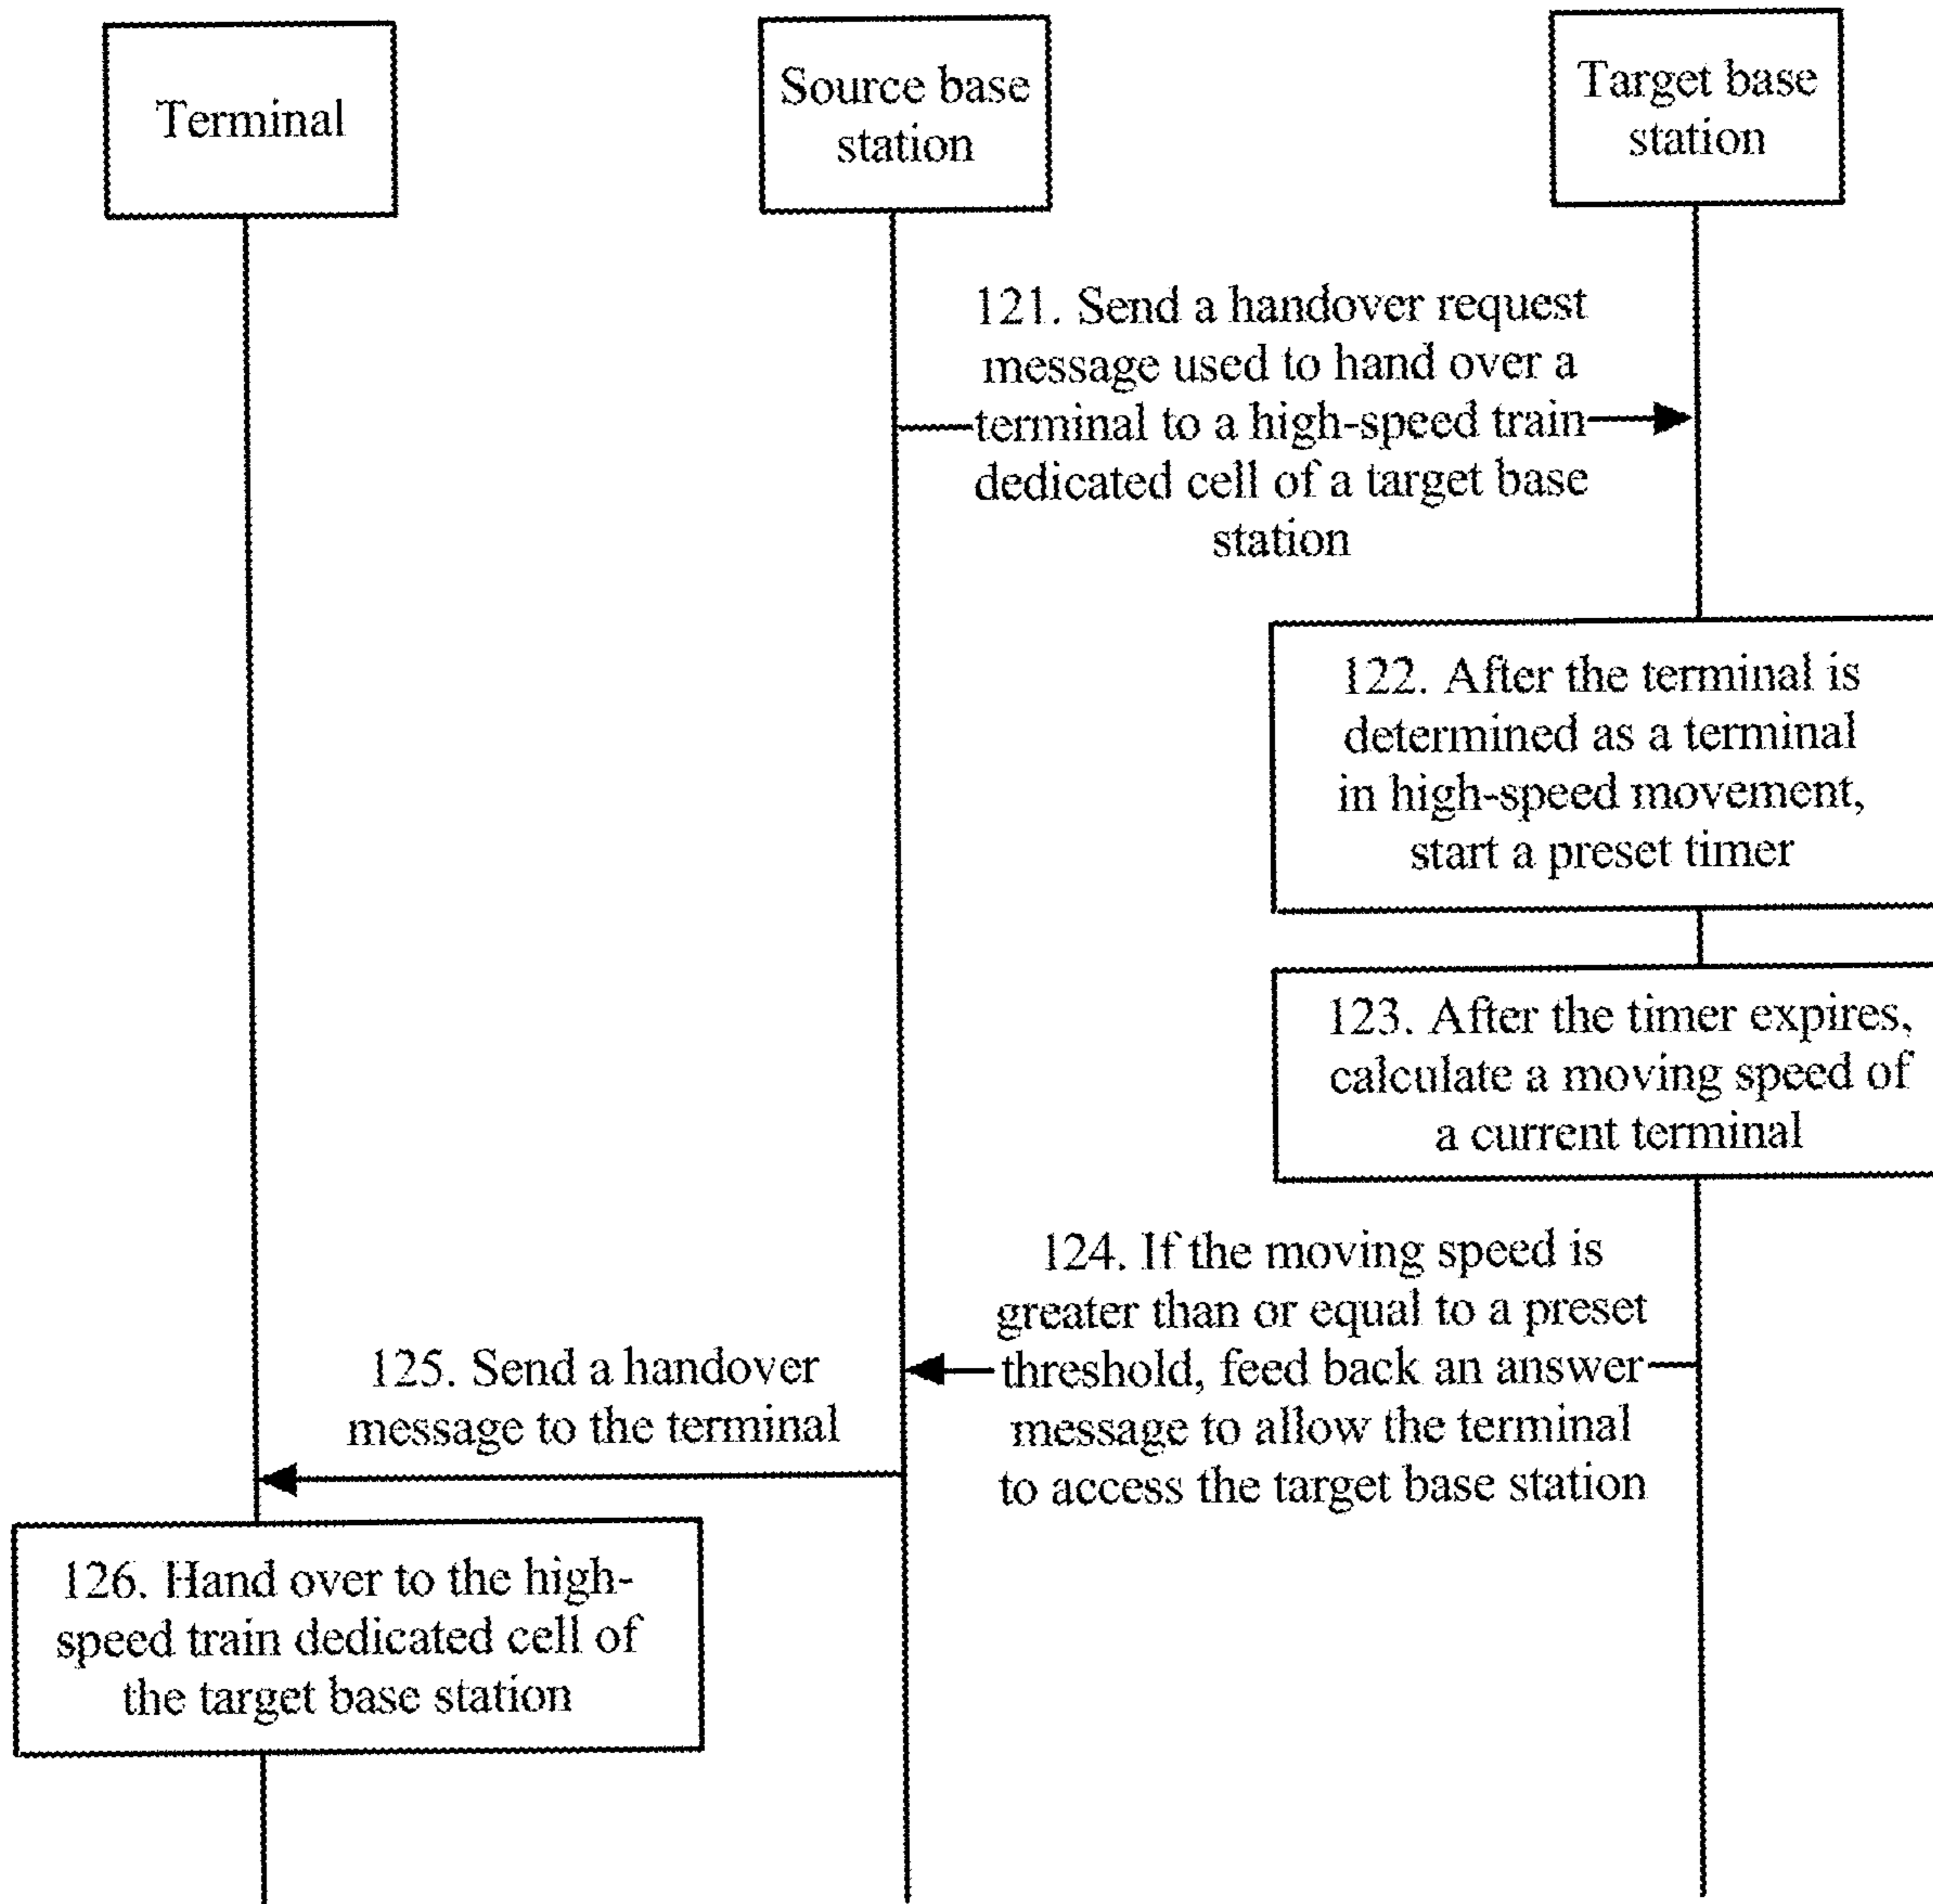 Terminal
Source base
station
Target base
station
121. Send a handover request
message used to hand over a
terminal to a high-speed train
dedicated cell of a target base
station
122. After the terminal is
determined as a terminal
in high-speed movement,
start a preset timer
123. After the timer expires,
calculate a moving speed of
a current terminal
124. If the moving speed is
greater than or equal to a preset
threshold, feed back an answer
message to allow the terminal
to access the target base station
125. Send a handover
message to the terminal
126. Hand over to the high-
speed train dedicated cell of
the target base station